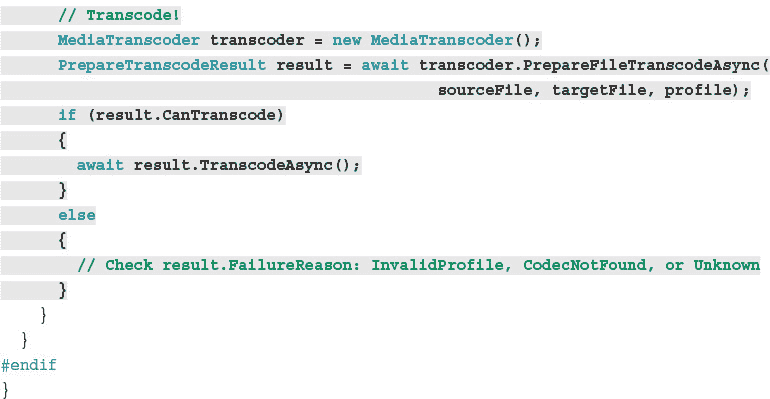 // Transcode!
MediaTranscoder transcoder = new MediaTranscoder();
PrepareTranscodeResult result = await transcoder.PrepareFileTranscodeAsync(
sourceFile, targetFile, profile);
if (result.CanTranscode)
{
await result.TranscodeAsync();
}
else
{
// Check result.FailureReason: InvalidProfile, CodecNotFound, or Unknown
}
}
}
#endif
}